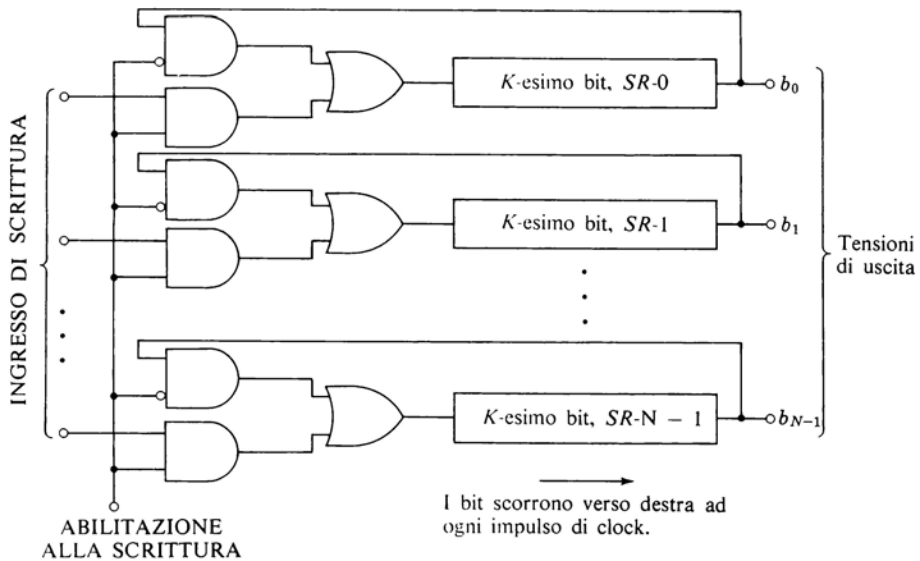 K-esimo bit, SR-0
b₀
INGRESSO DI SCRITTURA
K-esimo bit, SR-1
b₁
Tensioni
di uscita
K-esimo bit, SR-N – 1
b_{N–1}
I bit scorrono verso destra ad
ogni impulso di clock.
ABILITAZIONE
ALLA SCRITTURA